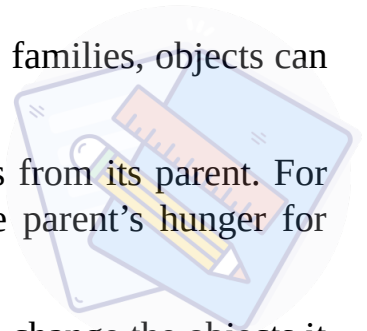 families, objects can
from its parent. For
parent’s hunger for
change the objects it